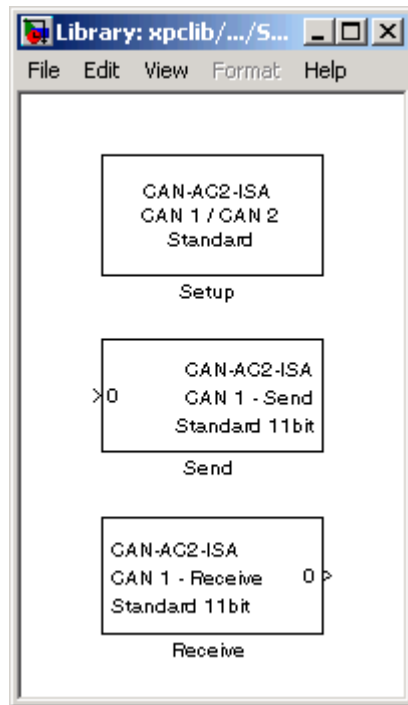 Library: xpclib/.../S...
File Edit View Format Help
CAN-AC2-ISA
CAN 1 / CAN 2
Standard
Setup
CAN-AC2-ISA
0 CAN 1 - Send
Standard 11bit
Send
CAN-AC2-ISA
CAN 1 - Receive 0
Standard 11bit
Receive